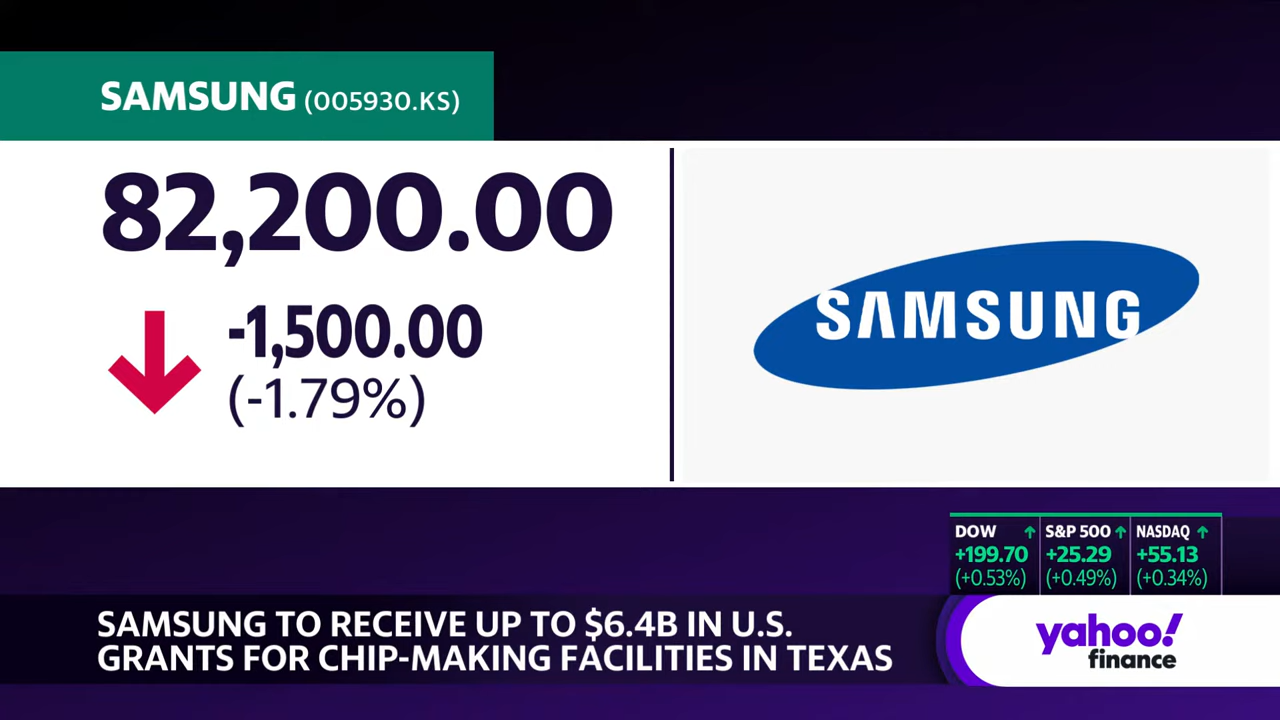 SAMSUNG (005930.KS)
82,200.00
-1,500.00
(-1.79%)
SAMSUNG
DOW
+199.70
(+0.53%)
S&P 500
+25.29
(+0.49%)
NASDAQ
+55.13
(+0.34%)
SAMSUNG TO RECEIVE UP TO $6.4B IN U.S.
GRANTS FOR CHIP-MAKING FACILITIES IN TEXAS
yahoo!
finance